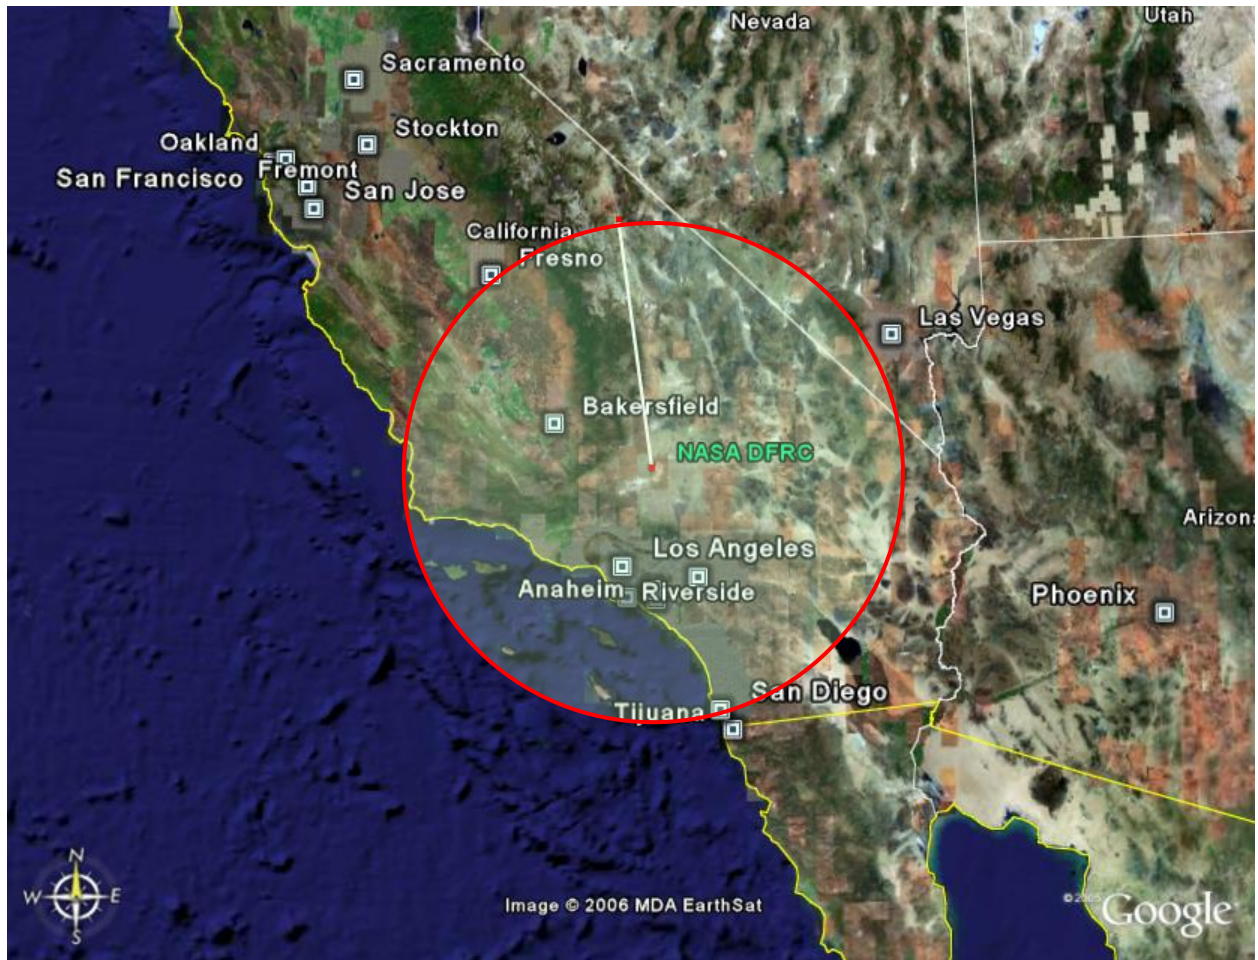 Nevada
Utah
Sacramento
Stockton
Oakland
Fremont
San Francisco
San Jose
California
Fresno
Las Vegas
Bakersfield
NASA DFRC
Arizona
Los Angeles
Anaheim
Riverside
Phoenix
San Diego
Tijuana
N
W
E
S
Image © 2006 MDA EarthSat
© 2005
Google